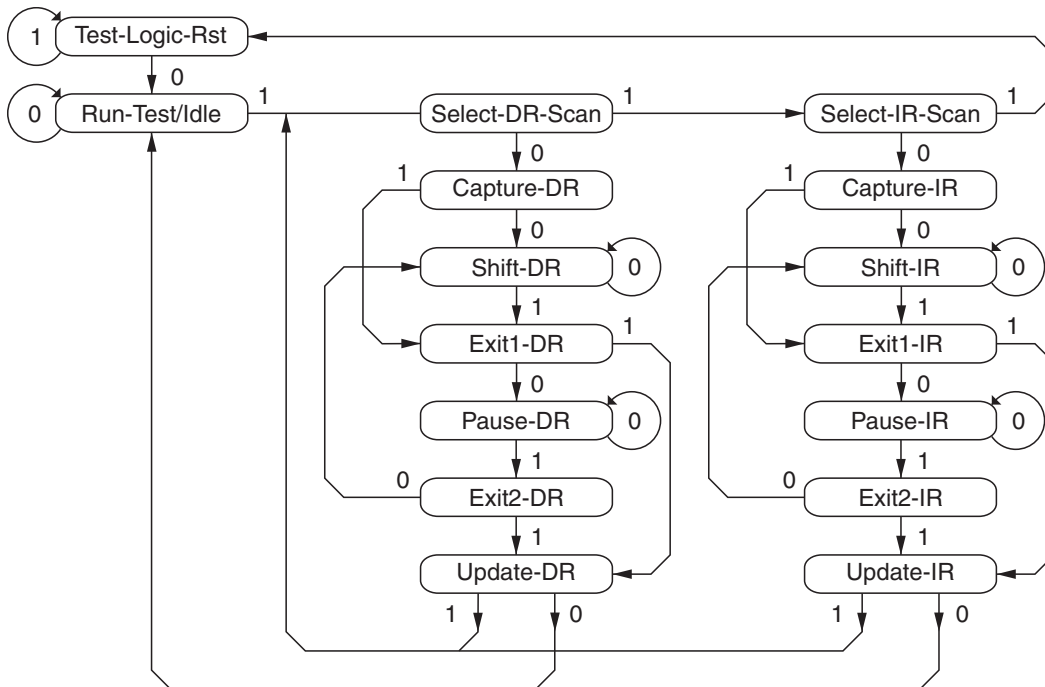 1
Test-Logic-Rst
0
0
Run-Test/Idle
1
Select-DR-Scan
1
Select-IR-Scan
1
0
0
1
Capture-DR
1
Capture-IR
0
0
Shift-DR
0
Shift-IR
0
1
1
Exit1-DR
1
Exit1-IR
1
0
0
Pause-DR
0
Pause-IR
0
1
1
0
Exit2-DR
0
Exit2-IR
1
1
Update-DR
Update-IR
1
0
1
0